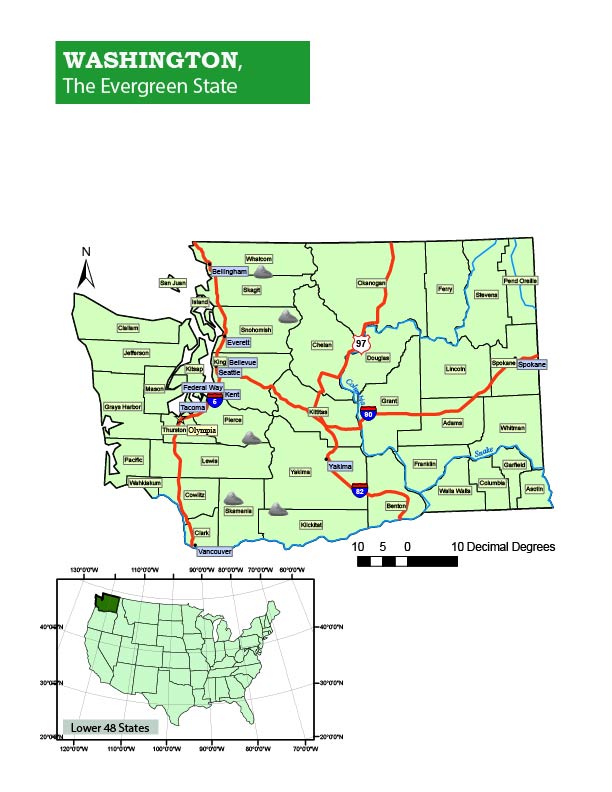 WASHINGTON,
The Evergreen State
N
Whatcom
Bellingham
San Juan
Okanogan
Pend Oreille
Skagit
Ferry
Stevens
Island
Clallam
Snohomish
97
Everett
Chelan
Jefferson
Douglas
King Bellevue
Lincoln
Spokane Spokane
Kitsap
Seattle
Mason
Federal Way
Columbia
Kent
5
Grant
Grays Harbor
Tacoma
Kittitas
90
Pierce
Adams
Whitman
Thurston Olympia
Snake
Pacific
Lewis
Yakima
Franklin
Garfield
Yakima
Wahkiakum
Columbia
Walla Walla
Asotin
82
Cowlitz
Benton
Skamania
Klickitat
Clark
Vancouver
10 5 0 10 Decimal Degrees
130°0'0"W 110°0'0"W 80°0'0"W 70°0'0"W 60°0'0"W
40°0'0"N 40°0'0"N
30°0'0"N 30°0'0"N
Lower 48 States
20°0'0"N 20°0'0"N
120°0'0"W 110°0'0"W 100°0'0"W 90°0'0"W 80°0'0"W 70°0'0"W